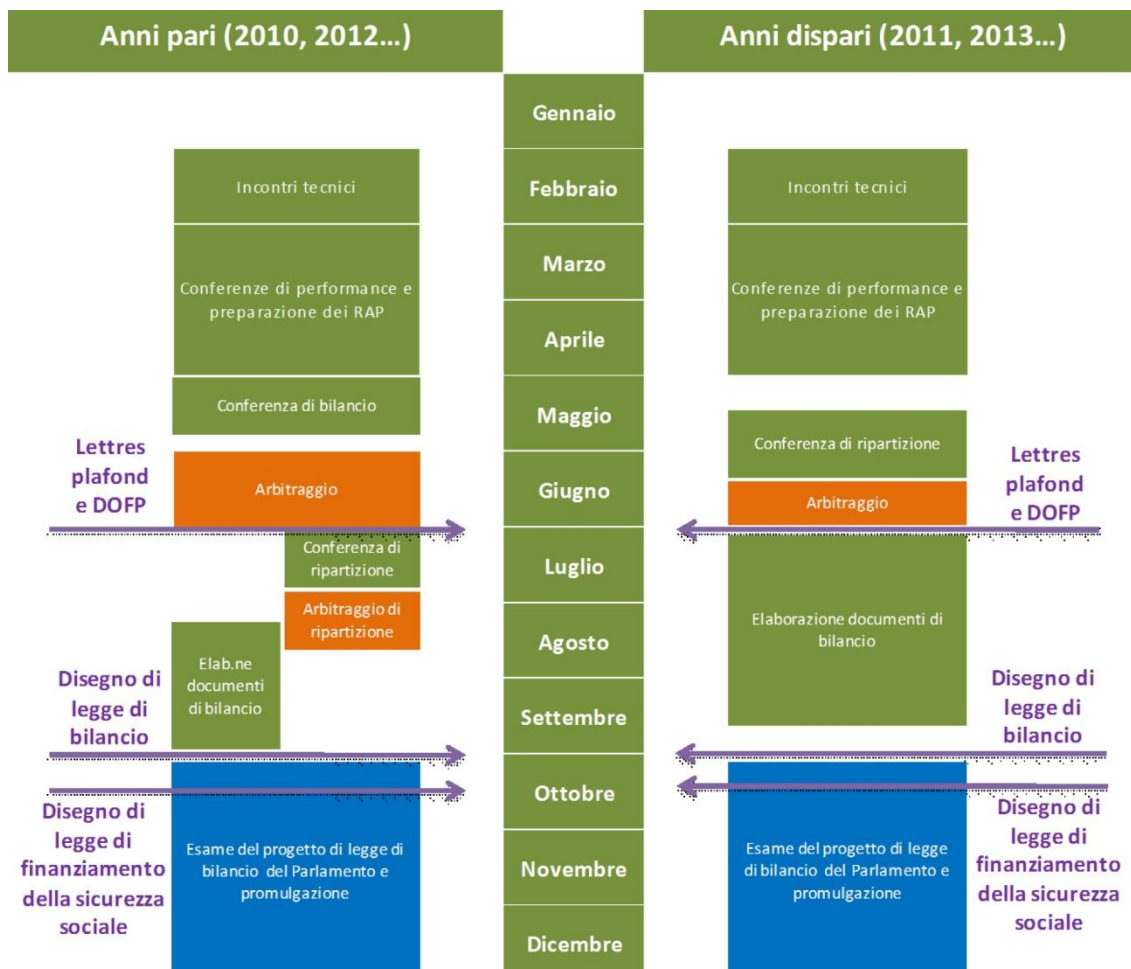 Anni pari (2010, 2012…)
Anni dispari (2011, 2013…)
Gennaio
Febbraio
Marzo
Aprile
Maggio
Giugno
Luglio
Agosto
Settembre
Ottobre
Novembre
Dicembre
Incontri tecnici
Conferenze di performance e
preparazione dei RAP
Conferenza di bilancio
Lettres
plafond
e DOFP
Arbitraggio
Conferenza di
ripartizione
Arbitraggio di
ripartizione
Elab.ne
documenti
di bilancio
Disegno di
legge di
bilancio
Disegno di
legge di
finanziamento
della sicurezza
sociale
Esame del progetto di legge di
bilancio del Parlamento e
promulgazione
Incontri tecnici
Conferenze di performance e
preparazione dei RAP
Conferenza di ripartizione
Arbitraggio
Lettres
plafond
e DOFP
Elaborazione documenti di
bilancio
Disegno di
legge di
bilancio
Esame del progetto di legge
di bilancio del Parlamento e
promulgazione
Disegno di
legge di
finanziamento
della sicurezza
sociale